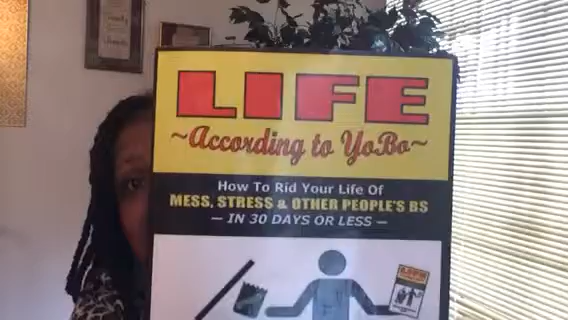 LIFE
~According to YoBo~
How To Rid Your Life Of
MESS, STRESS & OTHER PEOPLE'S BS
— IN 30 DAYS OR LESS —
LIFE